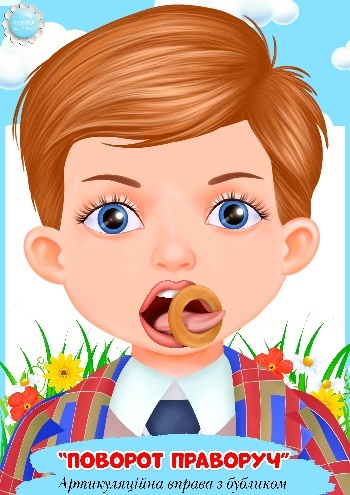 "ПОВОРОТ ПРАВОРУЧ"
Артикуляційна вправа з бубликом